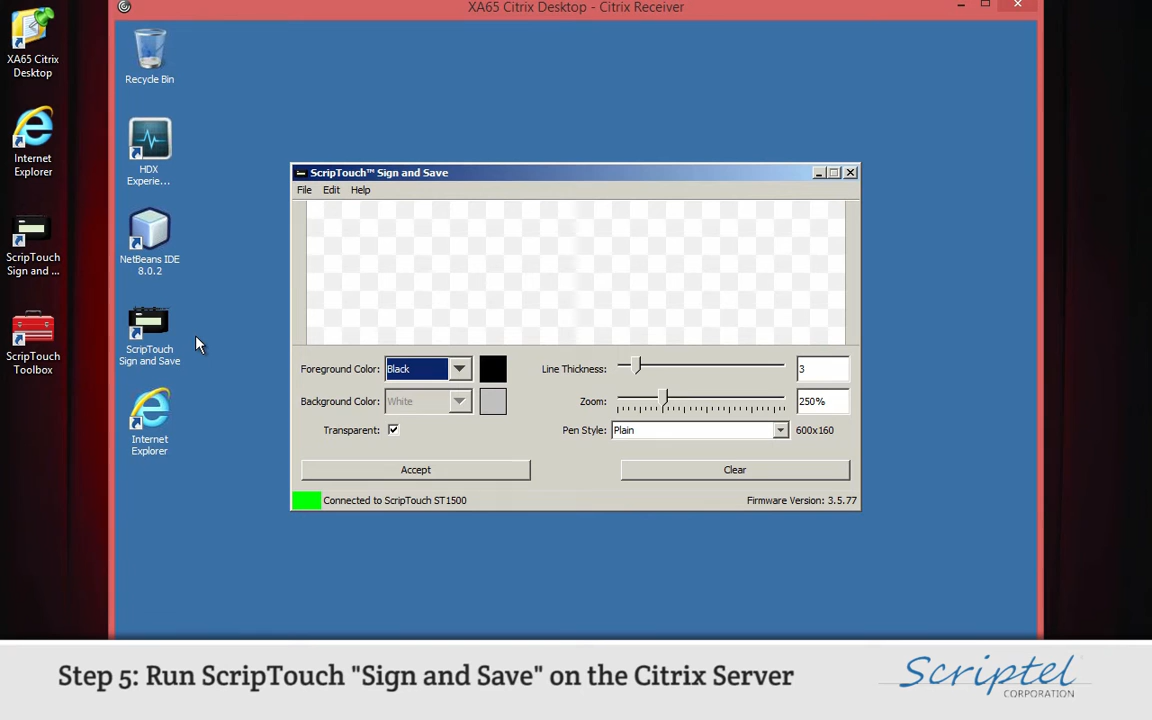 XA65 Citrix Desktop - Citrix Receiver
XA65 Citrix
Desktop
Internet
Explorer
ScripTouch
Sign and ...
ScripTouch
Toolbox
Recycle Bin
HDX
Experie...
NetBeans IDE
8.0.2
ScripTouch
Sign and Save
Internet
Explorer
ScripTouch™ Sign and Save
File Edit Help
Foreground Color: Black
Line Thickness: 3
Background Color: White
Zoom: 250%
Transparent:
Pen Style: Plain 600x160
Accept Clear
Connected to ScripTouch ST1500 Firmware Version: 3.5.77
Step 5: Run ScripTouch "Sign and Save" on the Citrix Server
Scriptel
CORPORATION